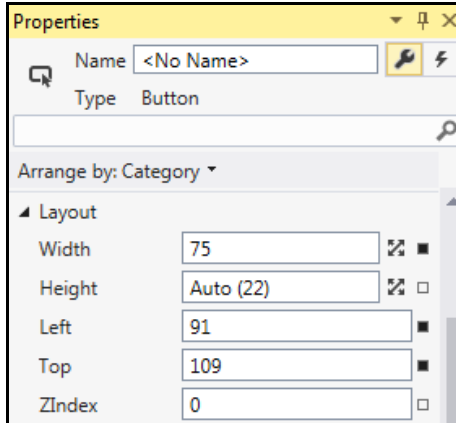 Properties
Name <No Name>
Type Button
Arrange by: Category
Layout
Width 75
Height Auto (22)
Left 91
Top 109
ZIndex 0